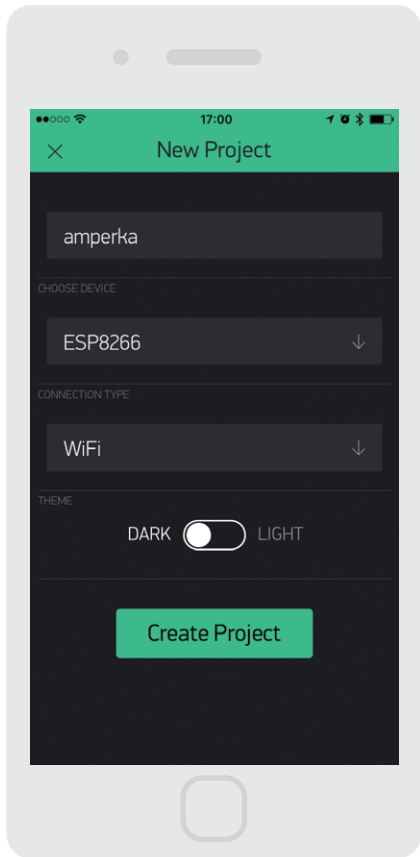 17:00
New Project
amperka
CHOOSE DEVICE
ESP8266
CONNECTION TYPE
WiFi
THEME
DARK LIGHT
Create Project